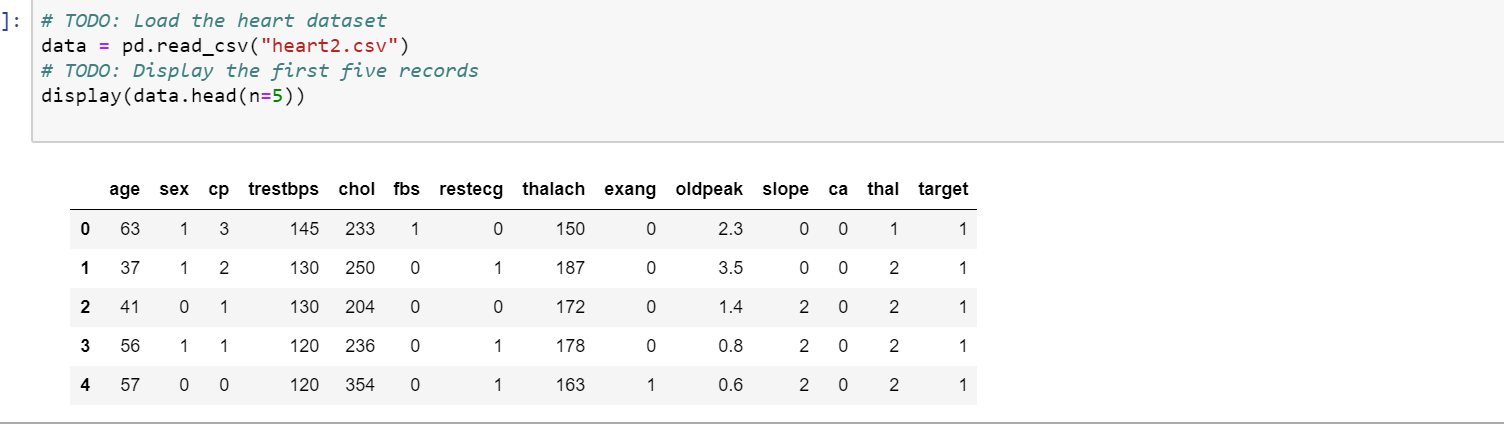 ]: # TODO: Load the heart dataset
data = pd.read_csv("heart2.csv")
# TODO: Display the first five records
display(data.head(n=5))
age sex cp trestbps chol fbs restecg thalach exang oldpeak slope ca thal target
0 63 1 3 145 233 1 0 150 0 2.3 0 0 1 1
1 37 1 2 130 250 0 1 187 0 3.5 0 0 2 1
2 41 0 1 130 204 0 0 172 0 1.4 2 0 2 1
3 56 1 1 120 236 0 1 178 0 0.8 2 0 2 1
4 57 0 0 120 354 0 1 163 1 0.6 2 0 2 1